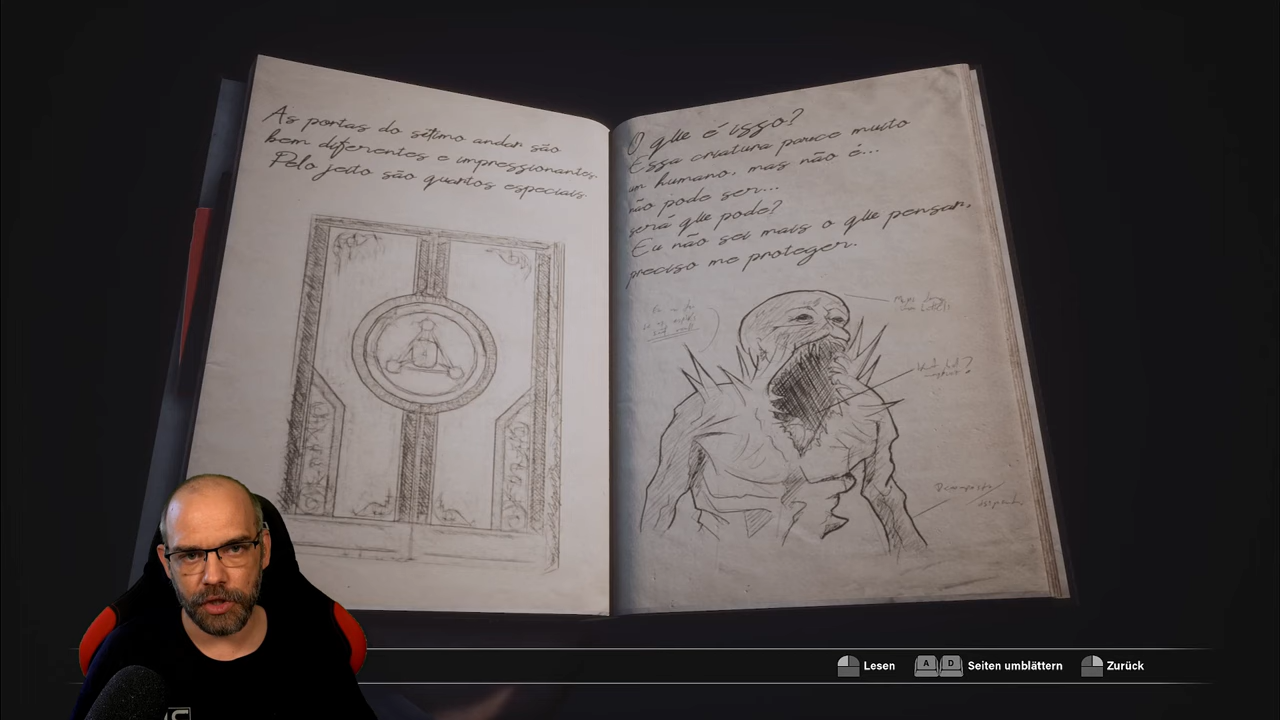 As portas do sétimo andar são
bem diferentes e impressionantes.
Pelo jeito são quartos especiais.
O que é isso?
Essa criatura parece muito
um humano, mas não é...
não pode ser...
será que pode?
Eu não sei mais o que pensar,
preciso me proteger.
Lesen
A D Seiten umblättern
Zurück